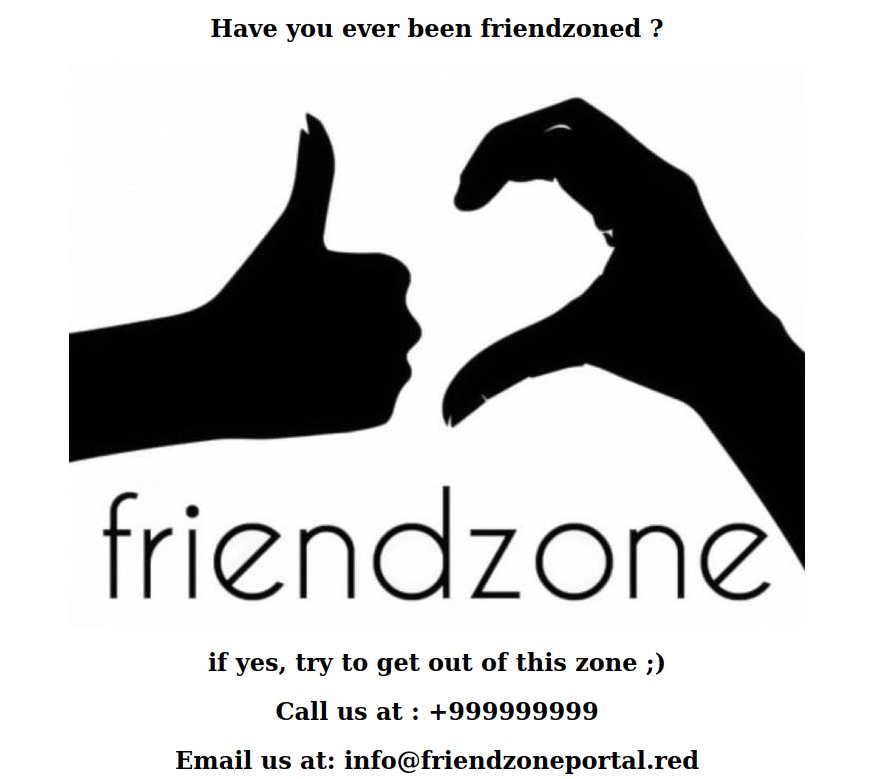 Have you ever been friendzoned ?
friendzone
if yes, try to get out of this zone ;)
Call us at : +999999999
Email us at: info@friendzoneportal.red